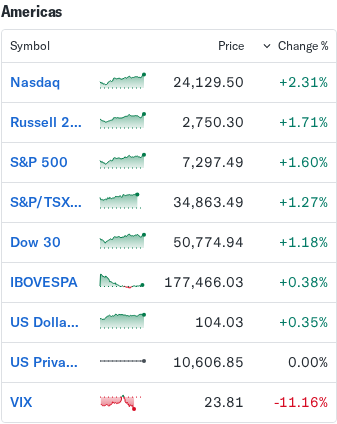 Americas
Symbol Price Change %
Nasdaq 24,129.50 +2.31%
Russell 2... 2,750.30 +1.71%
S&P 500 7,297.49 +1.60%
S&P/TSX... 34,863.49 +1.27%
Dow 30 50,774.94 +1.18%
IBOVESPA 177,466.03 +0.38%
US Dolla... 104.03 +0.35%
US Priva... 10,606.85 0.00%
VIX 23.81 -11.16%